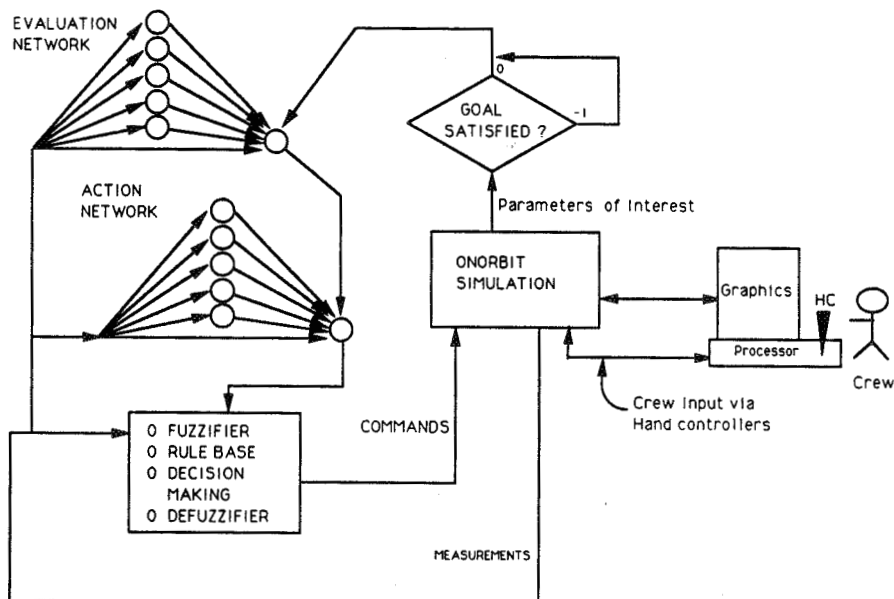 EVALUATION
NETWORK
0
GOAL
SATISFIED ?
-1
ACTION
NETWORK
Parameters of Interest
ONORBIT
SIMULATION
Graphics
HC
Processor
Crew
Crew Input via
Hand controllers
COMMANDS
O FUZZIFIER
O RULE BASE
O DECISION
MAKING
O DEFUZZIFIER
MEASUREMENTS